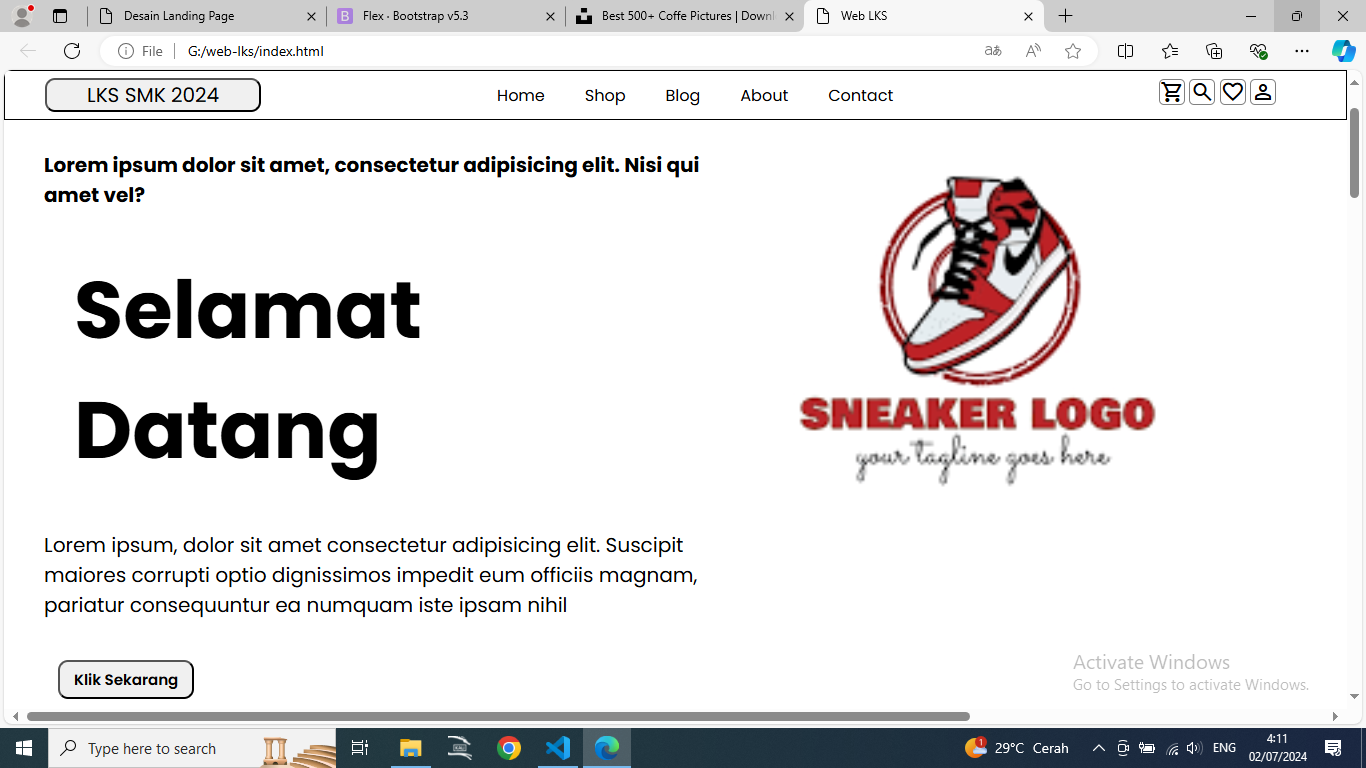 Desain Landing Page
Flex · Bootstrap v5.3
Best 500+ Coffe Pictures | Downl
Web LKS
File
G:/web-lks/index.html
LKS SMK 2024
Home
Shop
Blog
About
Contact
Lorem ipsum dolor sit amet, consectetur adipisicing elit. Nisi qui
amet vel?
Selamat
Datang
SNEAKER LOGO
your tagline goes here
Lorem ipsum, dolor sit amet consectetur adipisicing elit. Suscipit
maiores corrupti optio dignissimos impedit eum officiis magnam,
pariatur consequuntur ea numquam iste ipsam nihil
Klik Sekarang
Activate Windows
Go to Settings to activate Windows.
Type here to search
29°C Cerah
ENG
4:11
02/07/2024